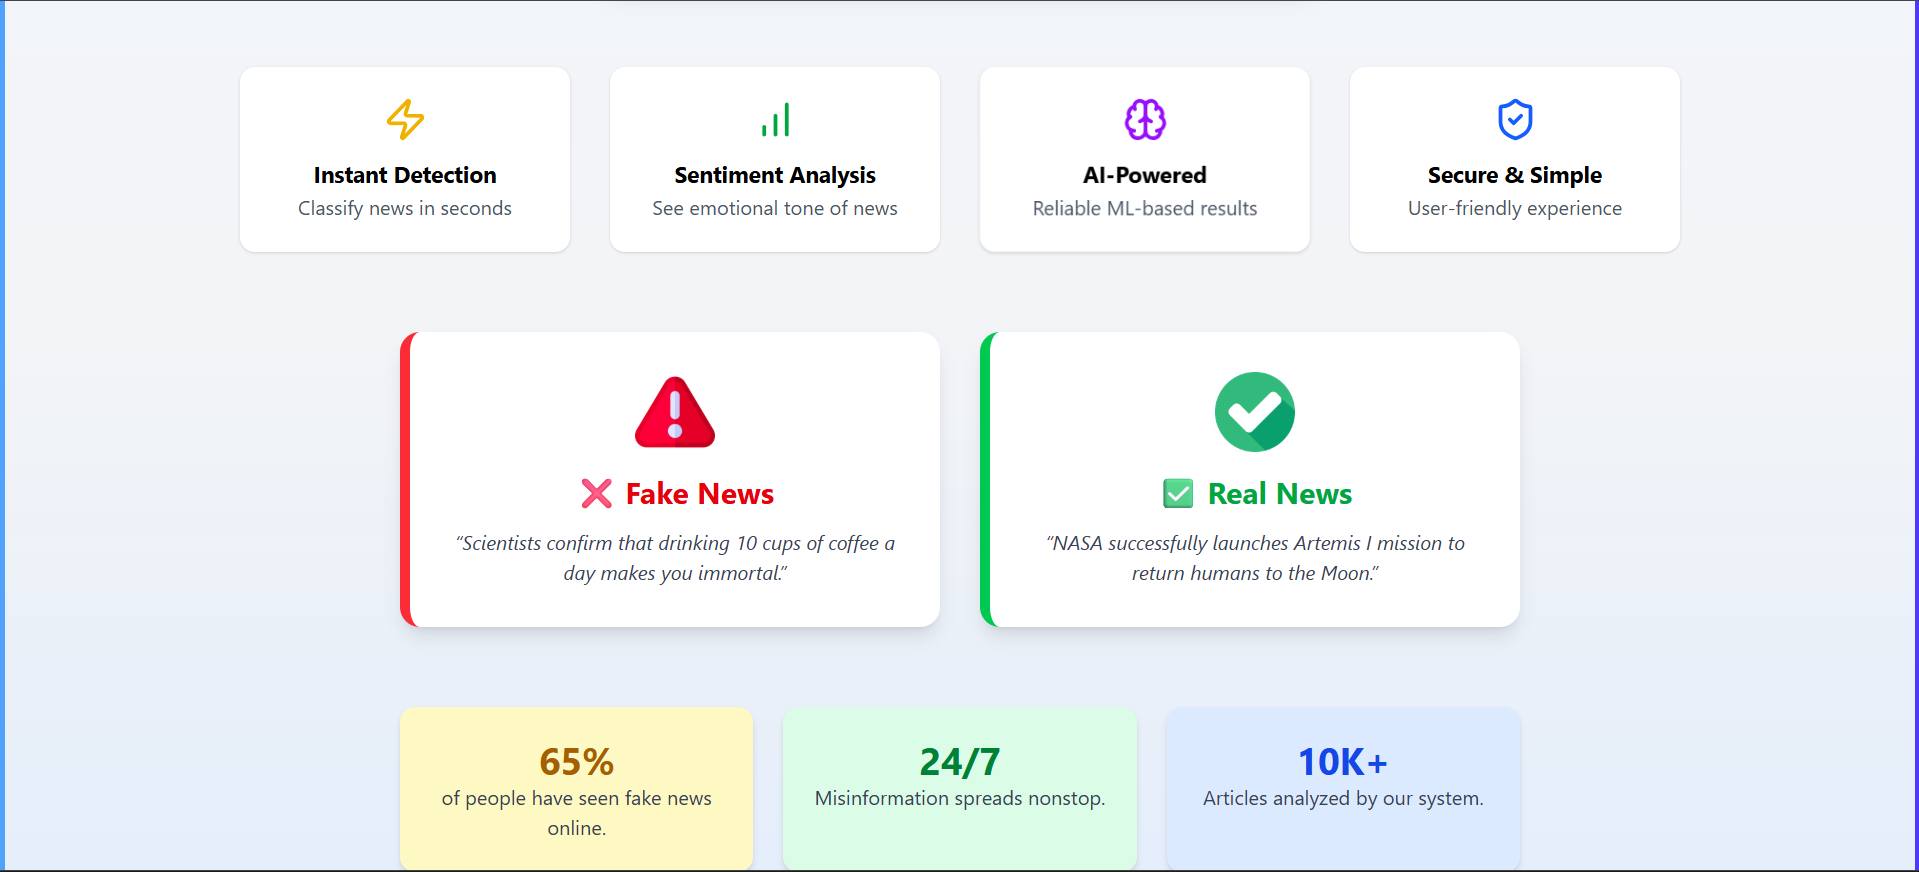 Instant Detection
Classify news in seconds
Sentiment Analysis
See emotional tone of news
AI-Powered
Reliable ML-based results
Secure & Simple
User-friendly experience
❌ Fake News
“Scientists confirm that drinking 10 cups of coffee a
day makes you immortal.”
✅ Real News
“NASA successfully launches Artemis I mission to
return humans to the Moon.”
65%
of people have seen fake news
online.
24/7
Misinformation spreads nonstop.
10K+
Articles analyzed by our system.